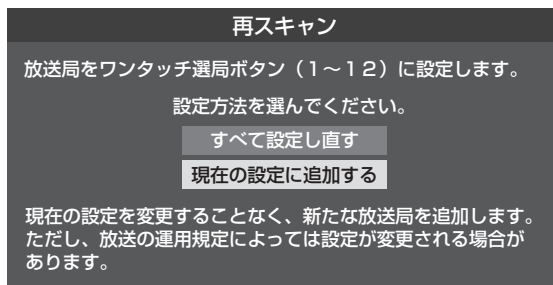 再スキャン
放送局をワンタッチ選局ボタン（１～１２）に設定します。
設定方法を選んでください。
すべて設定し直す
現在の設定に追加する
現在の設定を変更することなく、新たな放送局を追加します。
ただし、放送の運用規定によっては設定が変更される場合が
あります。